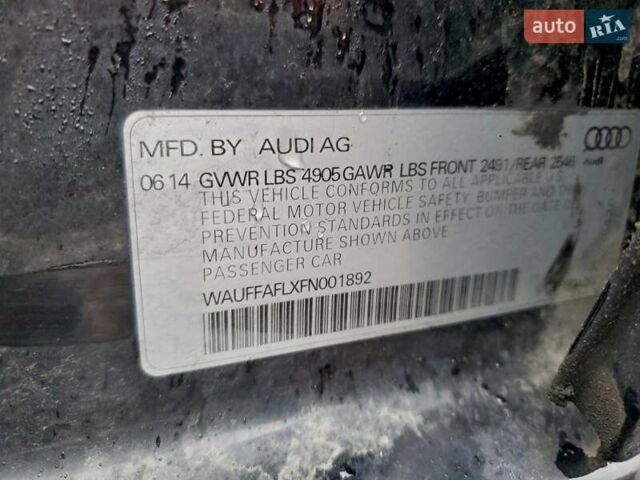 auto RIA .com
MFD. BY AUDI AG
06 14 GVWR LBS 4905 GAWR LBS FRONT 2491/REAR 2546
Audi
THIS VEHICLE CONFORMS TO ALL APPLICABLE U.S.
FEDERAL MOTOR VEHICLE SAFETY, BUMPER AND THEFT
PREVENTION STANDARDS IN EFFECT ON THE DATE OF
MANUFACTURE SHOWN ABOVE
PASSENGER CAR
WAUFFAFLXFN001892